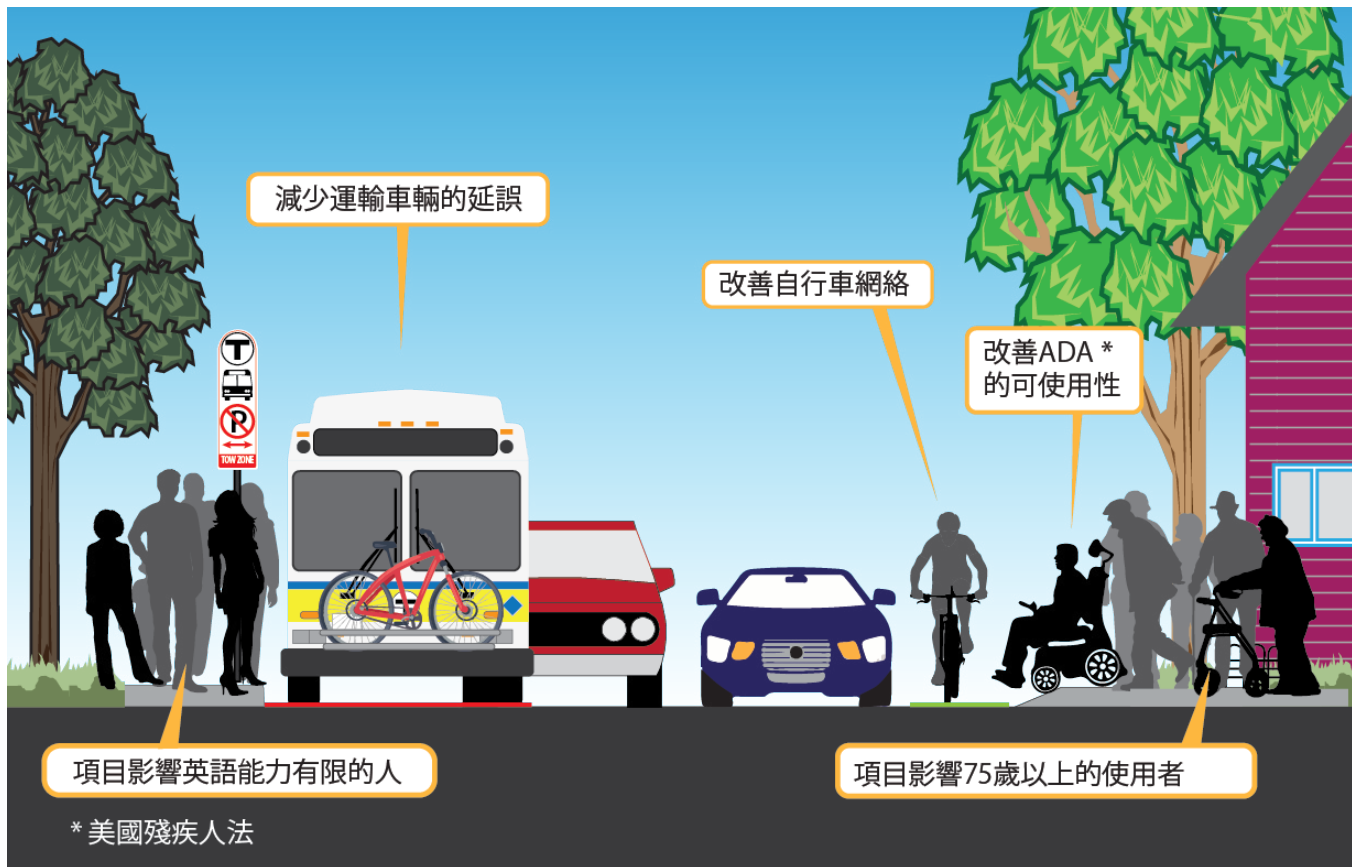 減少運輸車輛的延誤
改善自行車網絡
改善ADA *
的可使用性
T
P
TOW ZONE
項目影響英語能力有限的人
項目影響75歲以上的使用者
* 美國殘疾人法